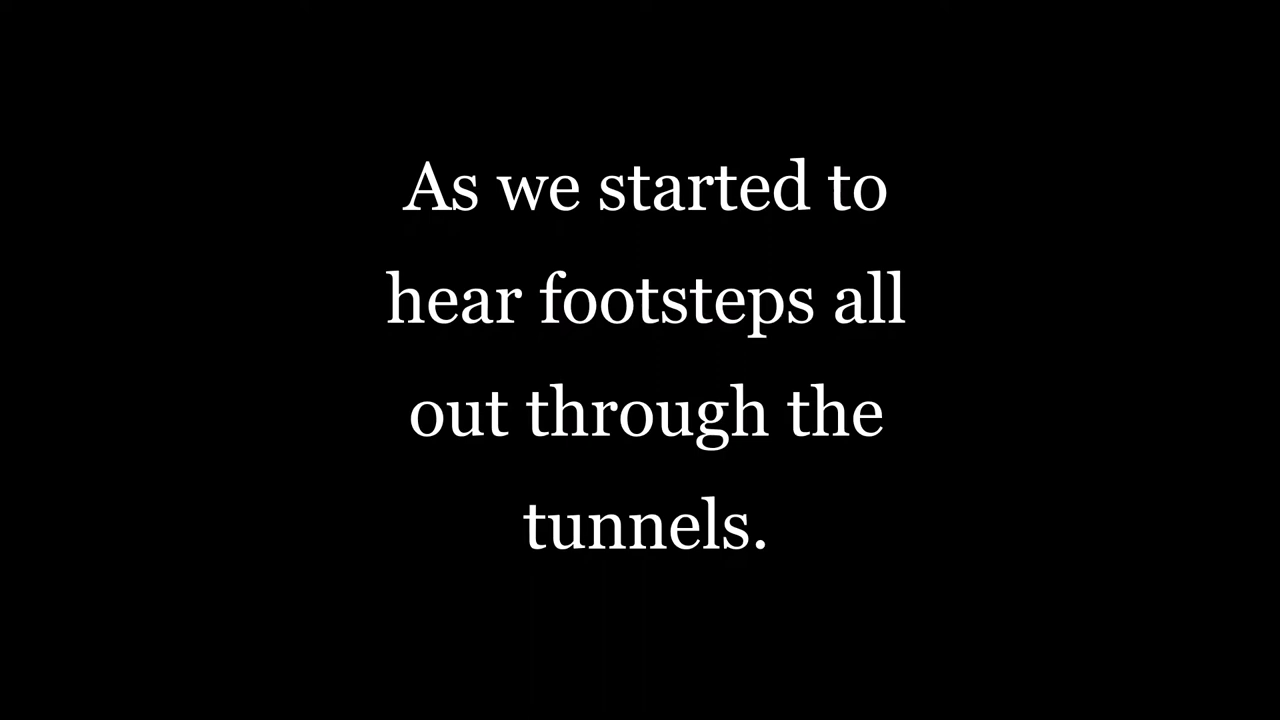 As we started to
hear footsteps all
out through the
tunnels.